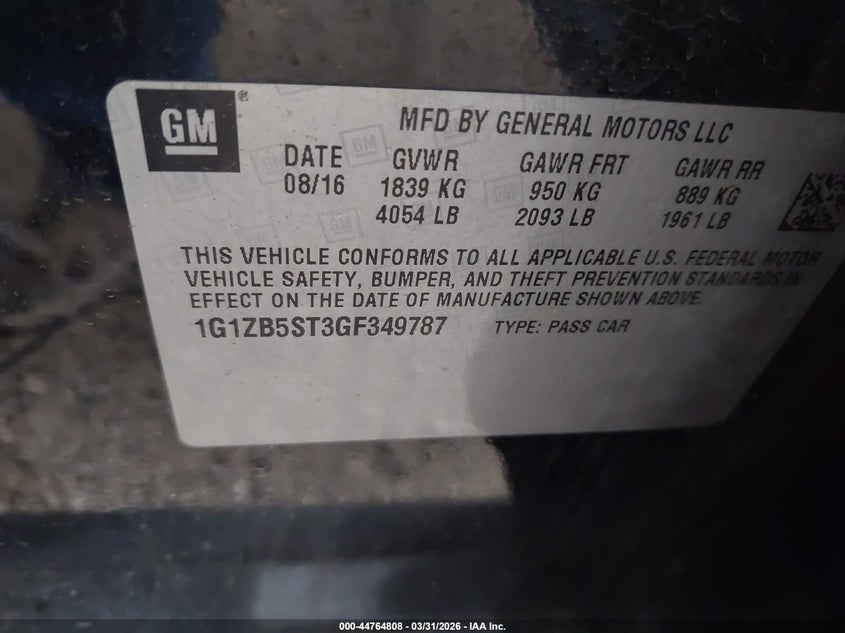 GM
MFD BY GENERAL MOTORS LLC
DATE GVWR GAWR FRT GAWR RR
08/16 1839 KG 950 KG 889 KG
4054 LB 2093 LB 1961 LB
THIS VEHICLE CONFORMS TO ALL APPLICABLE U.S. FEDERAL MOTOR
VEHICLE SAFETY, BUMPER, AND THEFT PREVENTION STANDARDS IN
EFFECT ON THE DATE OF MANUFACTURE SHOWN ABOVE.
1G1ZB5ST3GF349787 TYPE: PASS CAR
000-44764808 - 03/31/2026 - IAA Inc.